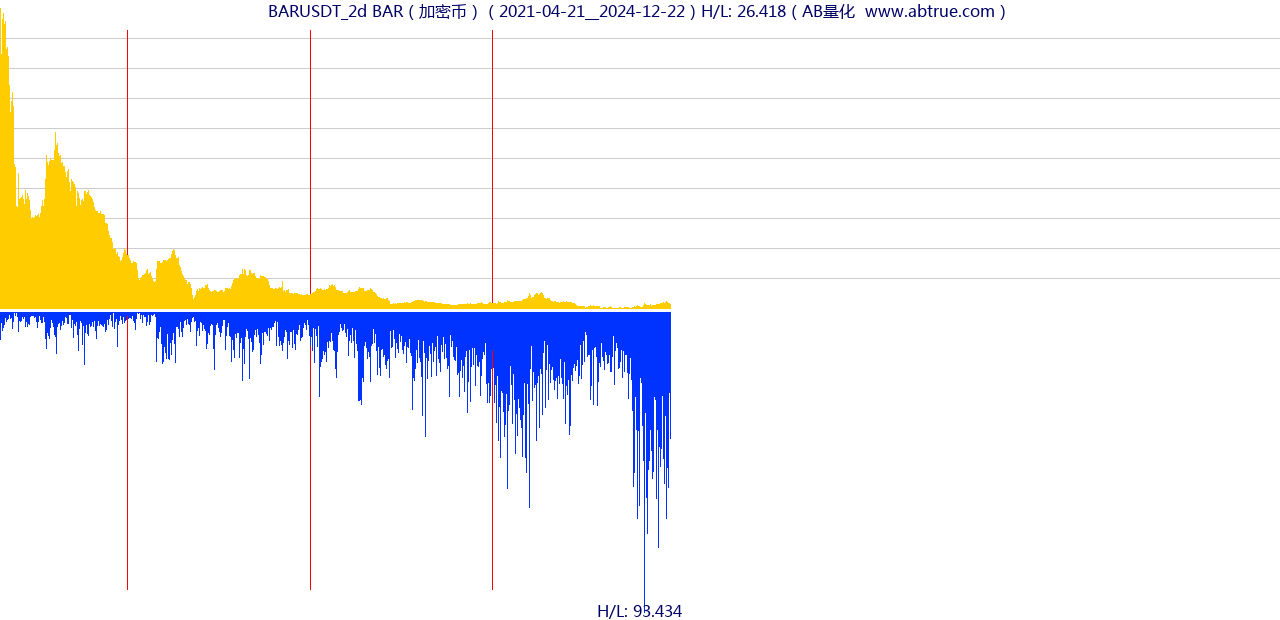 BARUSDT_2d BAR ( 加密币 ) ( 2021-04-21__2024-12-22 ) H/L: 26.418 ( AB量化  www.abtrue.com )
H/L: 93.434